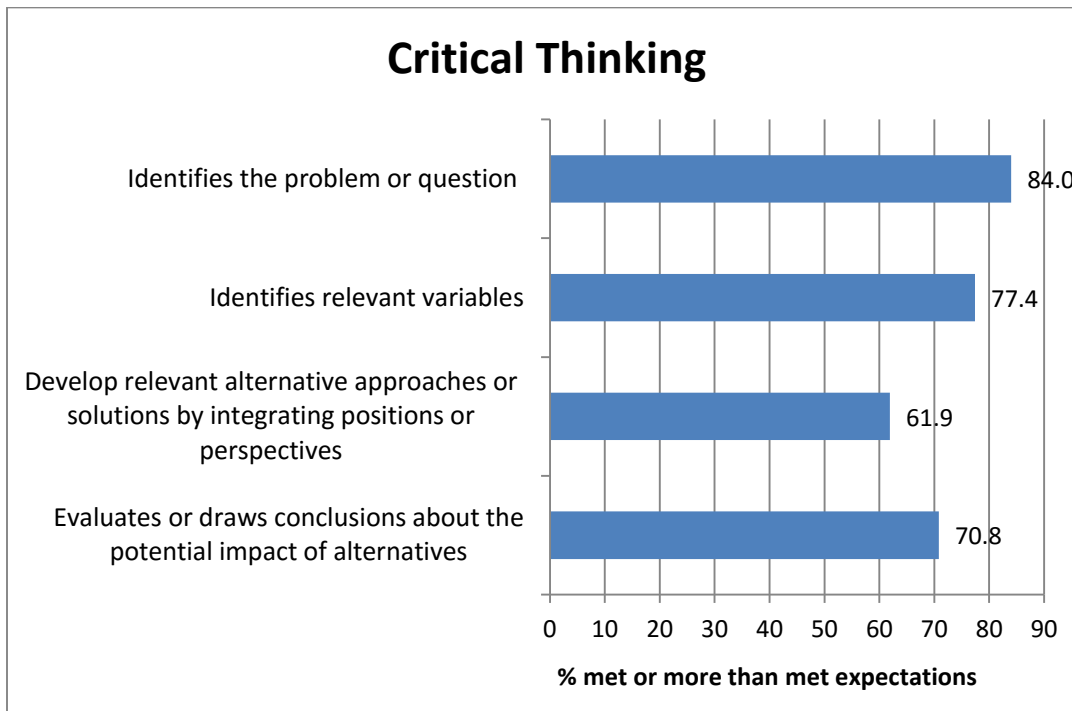 Critical Thinking
Identifies the problem or question
84.0
Identifies relevant variables
77.4
Develop relevant alternative approaches or
solutions by integrating positions or
perspectives
61.9
Evaluates or draws conclusions about the
potential impact of alternatives
70.8
0 10 20 30 40 50 60 70 80 90
% met or more than met expectations